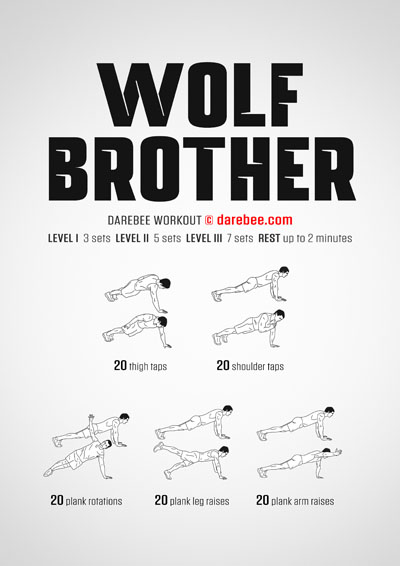 WOLF
BROTHER
DAREBEE WORKOUT © darebee.com
LEVEL I 3 sets LEVEL II 5 sets LEVEL III 7 sets REST up to 2 minutes
20 thigh taps
20 shoulder taps
20 plank rotations
20 plank leg raises
20 plank arm raises